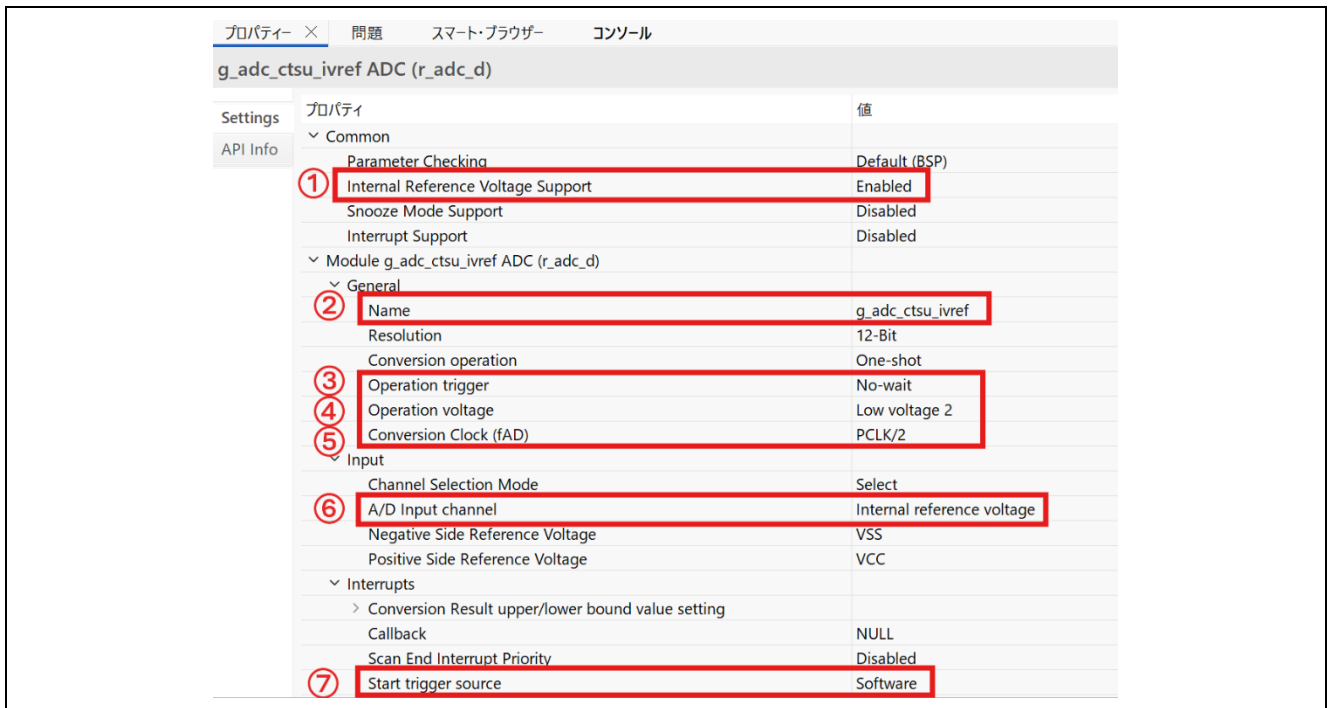 プロパティー × 問題 スマート・ブラウザー コンソール
g_adc_ctsu_ivref ADC (r_adc_d)
Settings
API Info
プロパティ 値
Common
Parameter Checking Default (BSP)
① Internal Reference Voltage Support Enabled
Snooze Mode Support Disabled
Interrupt Support Disabled
Module g_adc_ctsu_ivref ADC (r_adc_d)
General
② Name g_adc_ctsu_ivref
Resolution 12-Bit
Conversion operation One-shot
③ Operation trigger No-wait
④ Operation voltage Low voltage 2
⑤ Conversion Clock (fAD) PCLK/2
Input
Channel Selection Mode Select
⑥ A/D Input channel Internal reference voltage
Negative Side Reference Voltage VSS
Positive Side Reference Voltage VCC
Interrupts
Conversion Result upper/lower bound value setting
Callback NULL
Scan End Interrupt Priority Disabled
⑦ Start trigger source Software